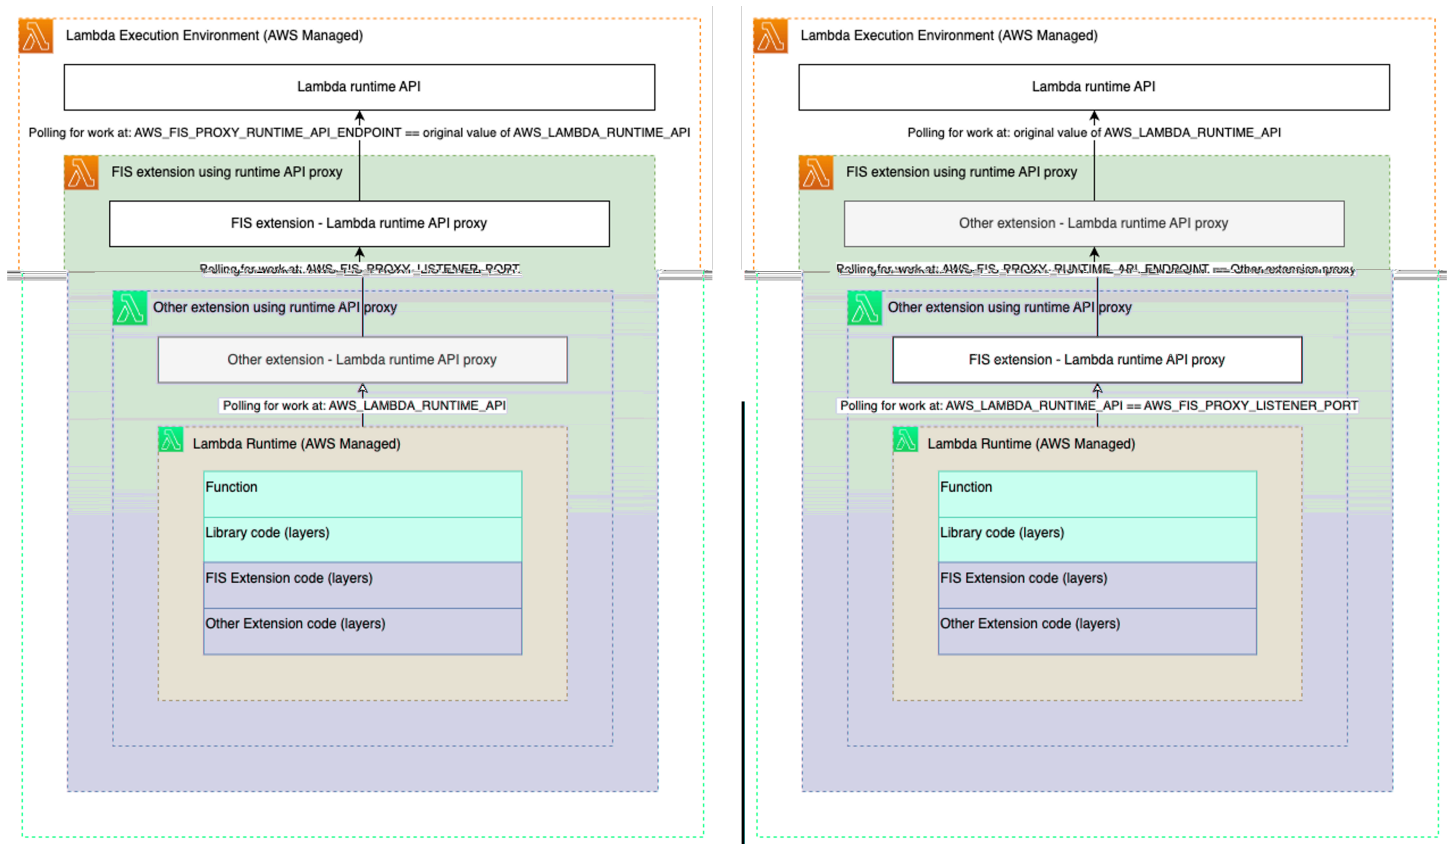 Lambda Execution Environment (AWS Managed)
Lambda runtime API
Polling for work at: AWS_FIS_PROXY_RUNTIME_API_ENDPOINT == original value of AWS_LAMBDA_RUNTIME_API
FIS extension using runtime API proxy
FIS extension - Lambda runtime API proxy
Polling for work at: AWS_FIS_PROXY_LISTENER_PORT
Other extension using runtime API proxy
Other extension - Lambda runtime API proxy
Polling for work at: AWS_LAMBDA_RUNTIME_API
Lambda Runtime (AWS Managed)
Function
Library code (layers)
FIS Extension code (layers)
Other Extension code (layers)
Lambda Execution Environment (AWS Managed)
Lambda runtime API
Polling for work at: original value of AWS_LAMBDA_RUNTIME_API
FIS extension using runtime API proxy
Other extension - Lambda runtime API proxy
Polling for work at: AWS_FIS_PROXY_RUNTIME_API_ENDPOINT == Other extension proxy
Other extension using runtime API proxy
FIS extension - Lambda runtime API proxy
Polling for work at: AWS_LAMBDA_RUNTIME_API == AWS_FIS_PROXY_LISTENER_PORT
Lambda Runtime (AWS Managed)
Function
Library code (layers)
FIS Extension code (layers)
Other Extension code (layers)